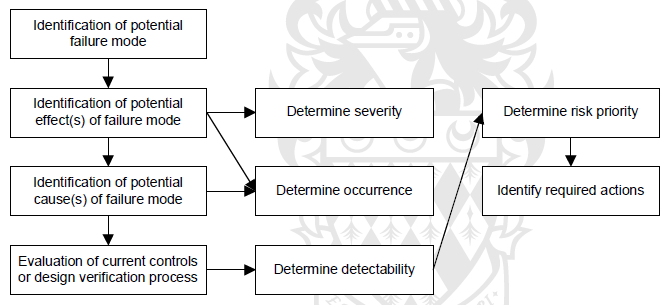 Identification of potential
failure mode
Identification of potential
effect(s) of failure mode
Determine severity
Determine risk priority
Identification of potential
cause(s) of failure mode
Determine occurrence
Identify required actions
Evaluation of current controls
or design verification process
Determine detectability